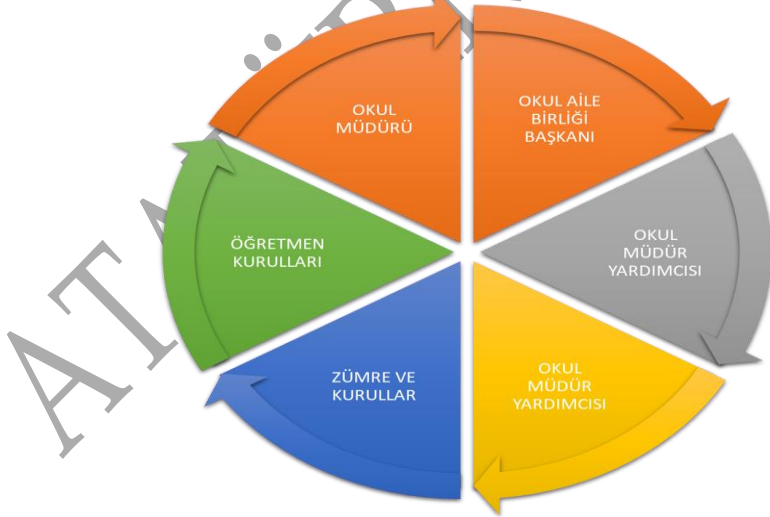 OKUL
MÜDÜRÜ
OKUL AİLE
BİRLİĞİ
BAŞKANI
OKUL
MÜDÜR
YARDIMCISI
OKUL
MÜDÜR
YARDIMCISI
ZÜMRE VE
KURULLAR
ÖĞRETMEN
KURULLARI